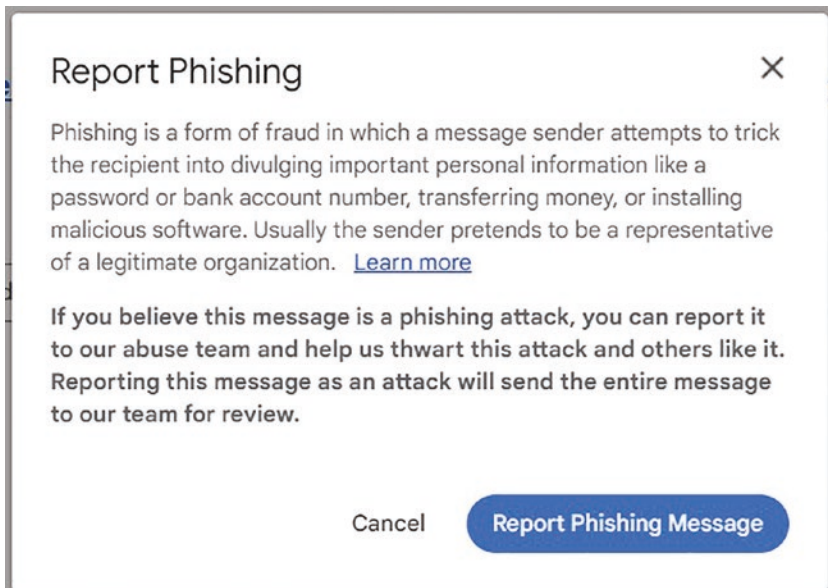 Report Phishing
Phishing is a form of fraud in which a message sender attempts to trick
the recipient into divulging important personal information like a
password or bank account number, transferring money, or installing
malicious software. Usually the sender pretends to be a representative
of a legitimate organization. Learn more
If you believe this message is a phishing attack, you can report it
to our abuse team and help us thwart this attack and others like it.
Reporting this message as an attack will send the entire message
to our team for review.
Cancel Report Phishing Message